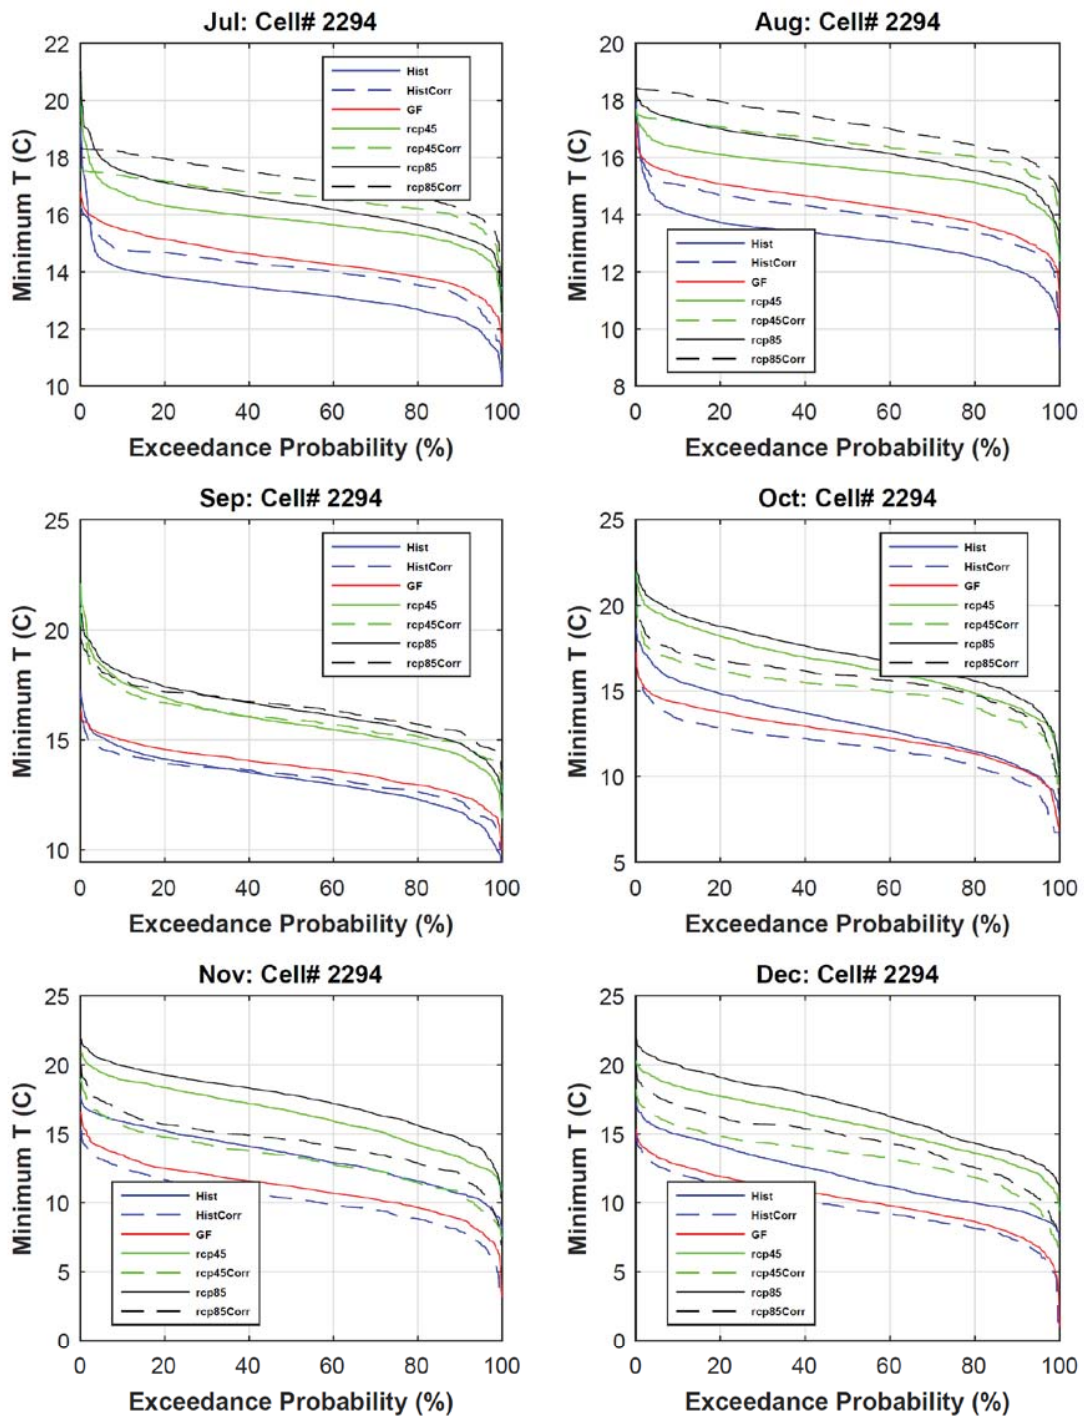 Jul: Cell# 2294
22
20
18
16
14
12
10
Minimum T (C)
Hist
HistCorr
GF
rcp45
rcp45Corr
rcp85
rcp85Corr
0 20 40 60 80 100
Exceedance Probability (%)
Aug: Cell# 2294
20
18
16
14
12
10
8
Minimum T (C)
Hist
HistCorr
GF
rcp45
rcp45Corr
rcp85
rcp85Corr
0 20 40 60 80 100
Exceedance Probability (%)
Sep: Cell# 2294
25
20
15
10
Minimum T (C)
Hist
HistCorr
GF
rcp45
rcp45Corr
rcp85
rcp85Corr
0 20 40 60 80 100
Exceedance Probability (%)
Oct: Cell# 2294
25
20
15
10
5
Minimum T (C)
Hist
HistCorr
GF
rcp45
rcp45Corr
rcp85
rcp85Corr
0 20 40 60 80 100
Exceedance Probability (%)
Nov: Cell# 2294
25
20
15
10
5
0
Minimum T (C)
Hist
HistCorr
GF
rcp45
rcp45Corr
rcp85
rcp85Corr
0 20 40 60 80 100
Exceedance Probability (%)
Dec: Cell# 2294
25
20
15
10
5
0
Minimum T (C)
Hist
HistCorr
GF
rcp45
rcp45Corr
rcp85
rcp85Corr
0 20 40 60 80 100
Exceedance Probability (%)